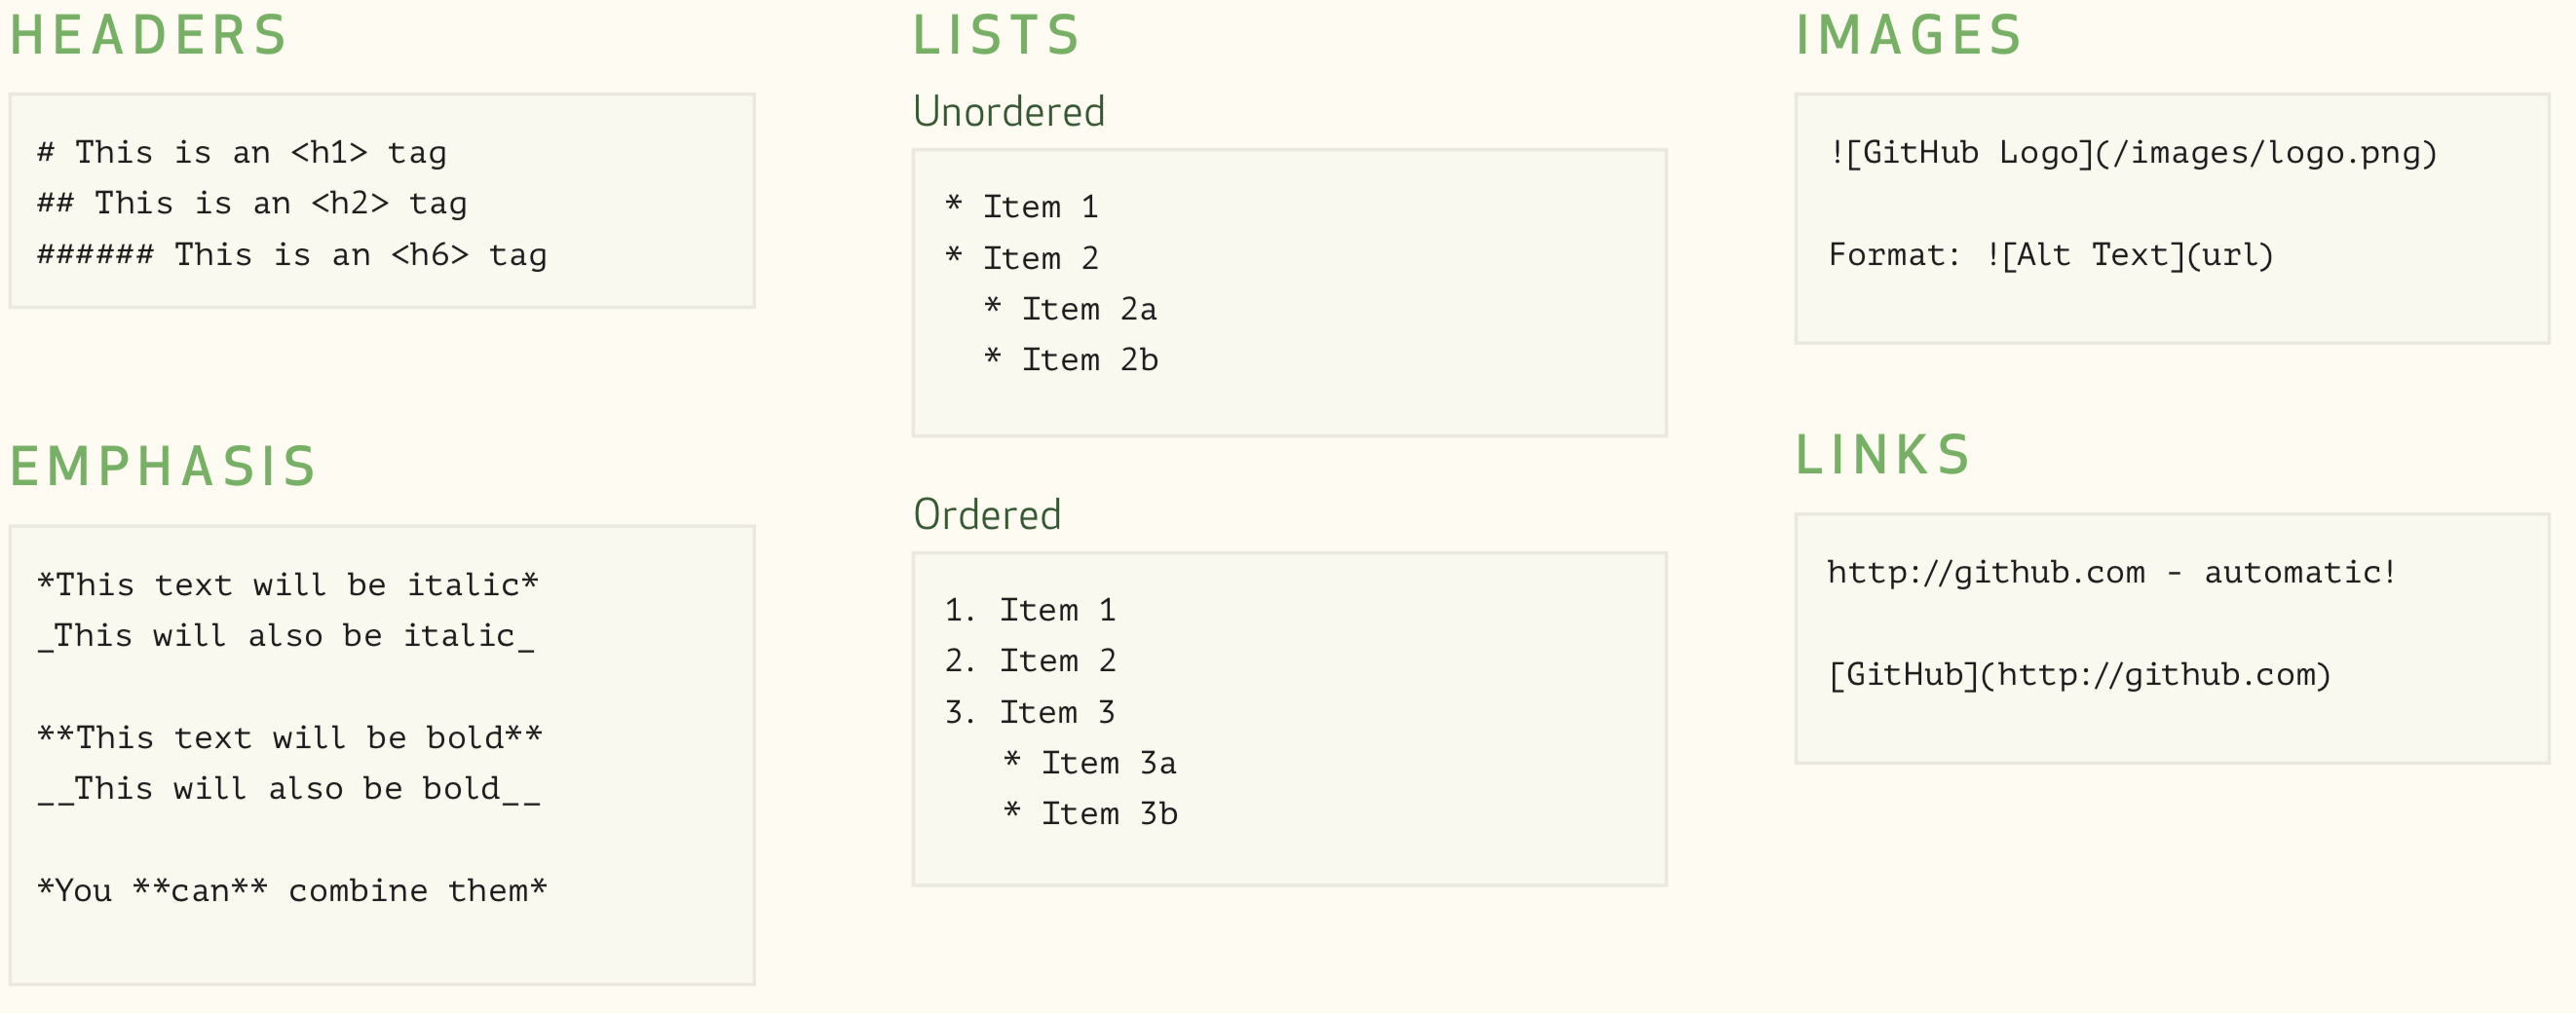 HEADERS
# This is an <h1> tag
## This is an <h2> tag
###### This is an <h6> tag
EMPHASIS
*This text will be italic*
_This will also be italic_
**This text will be bold**
__This will also be bold__
*You **can** combine them*
LISTS
Unordered
* Item 1
* Item 2
  * Item 2a
  * Item 2b
Ordered
1. Item 1
2. Item 2
3. Item 3
   * Item 3a
   * Item 3b
IMAGES
![GitHub Logo](/images/logo.png)
Format: ![Alt Text](url)
LINKS
http://github.com - automatic!
[GitHub](http://github.com)